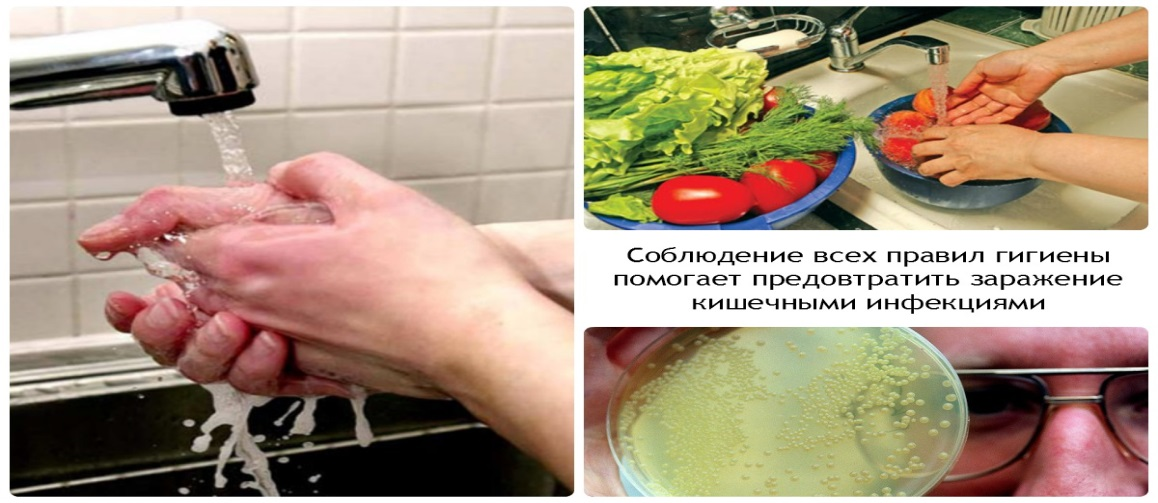 Соблюдение всех правил гигиены
помогает предовтратить заражение
кишечными инфекциями